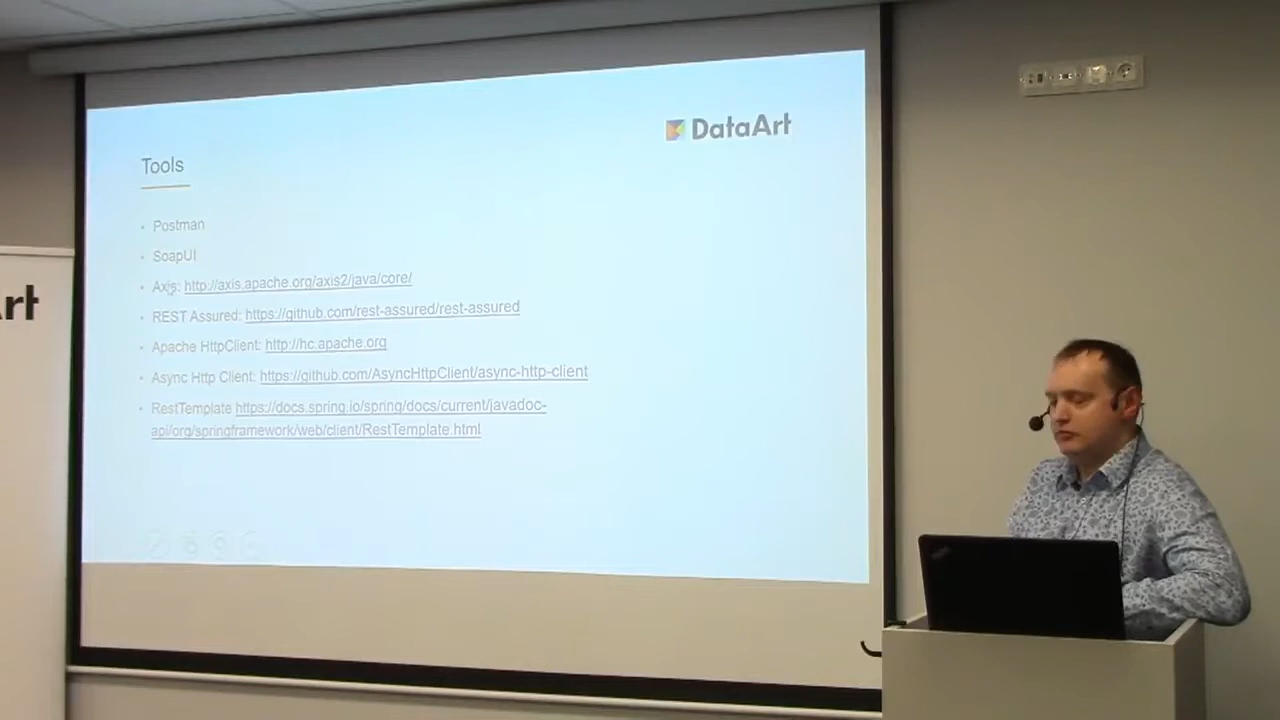 DataArt
Tools
Postman
SoapUI
Axis: http://axis.apache.org/axis2/java/core/
REST Assured: https://github.com/rest-assured/rest-assured
Apache HttpClient: http://hc.apache.org
Async Http Client: https://github.com/AsyncHttpClient/async-http-client
RestTemplate https://docs.spring.io/spring/docs/current/javadoc-
api/org/springframework/web/client/RestTemplate.html
Art